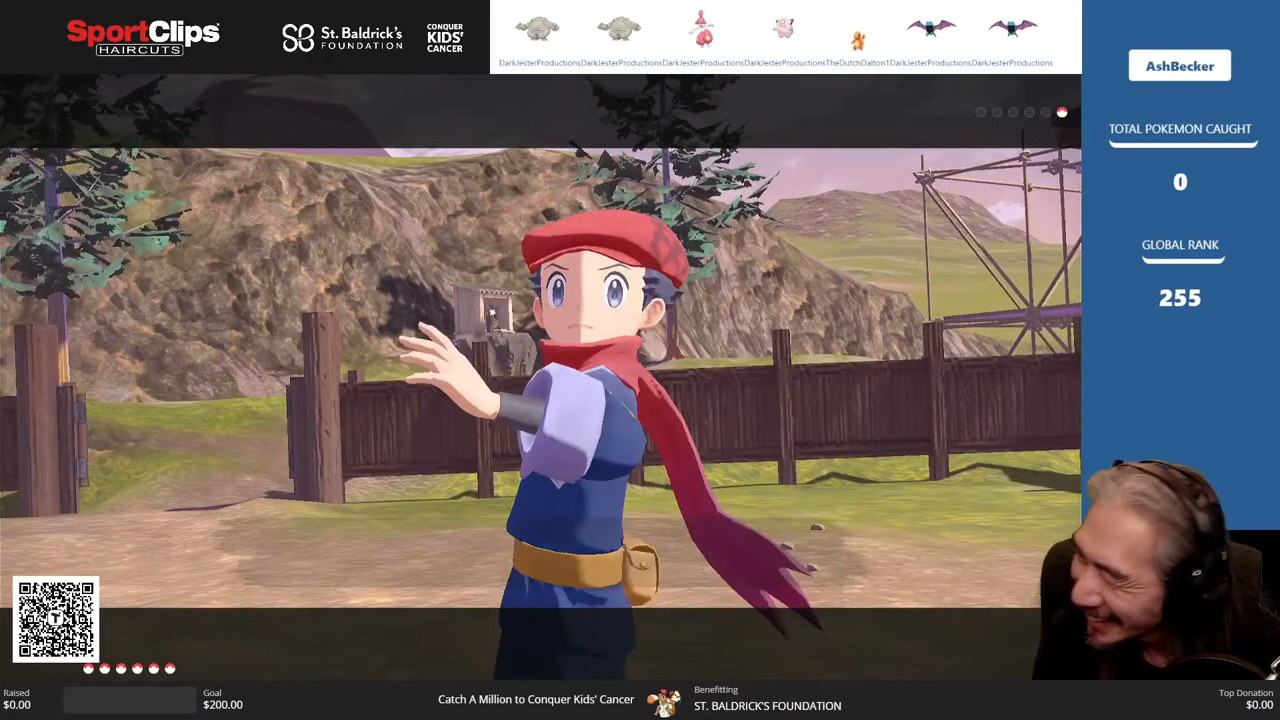 SportClips
HAIRCUTS
St. Baldrick's
FOUNDATION
CONQUER
KIDS'
CANCER
DarkJesterProductionsDarkJesterProductionsDarkJesterProductionsDarkJesterProductionsTheDutchDalton1DarkJesterProductionsDarkJesterProductions
AshBecker
TOTAL POKEMON CAUGHT
0
GLOBAL RANK
255
Raised
$0.00
Goal
$200.00
Catch A Million to Conquer Kids' Cancer
Benefitting
ST. BALDRICK'S FOUNDATION
Top Donation
$0.00